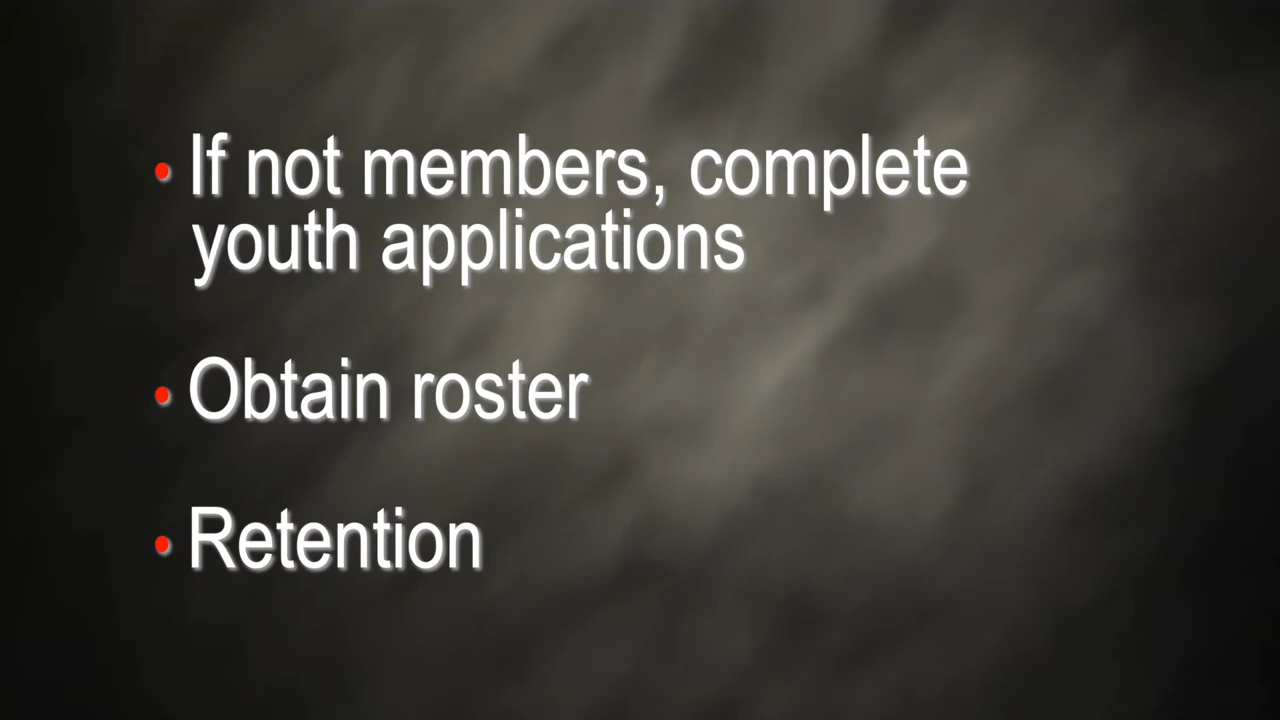 • If not members, complete
youth applications
• Obtain roster
• Retention